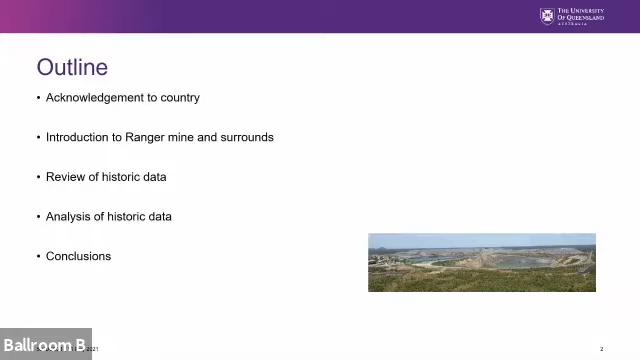 THE UNIVERSITY
OF QUEENSLAND
AUSTRALIA
Outline
• Acknowledgement to country
• Introduction to Ranger mine and surrounds
• Review of historic data
• Analysis of historic data
• Conclusions
Ballroom B
2021
2